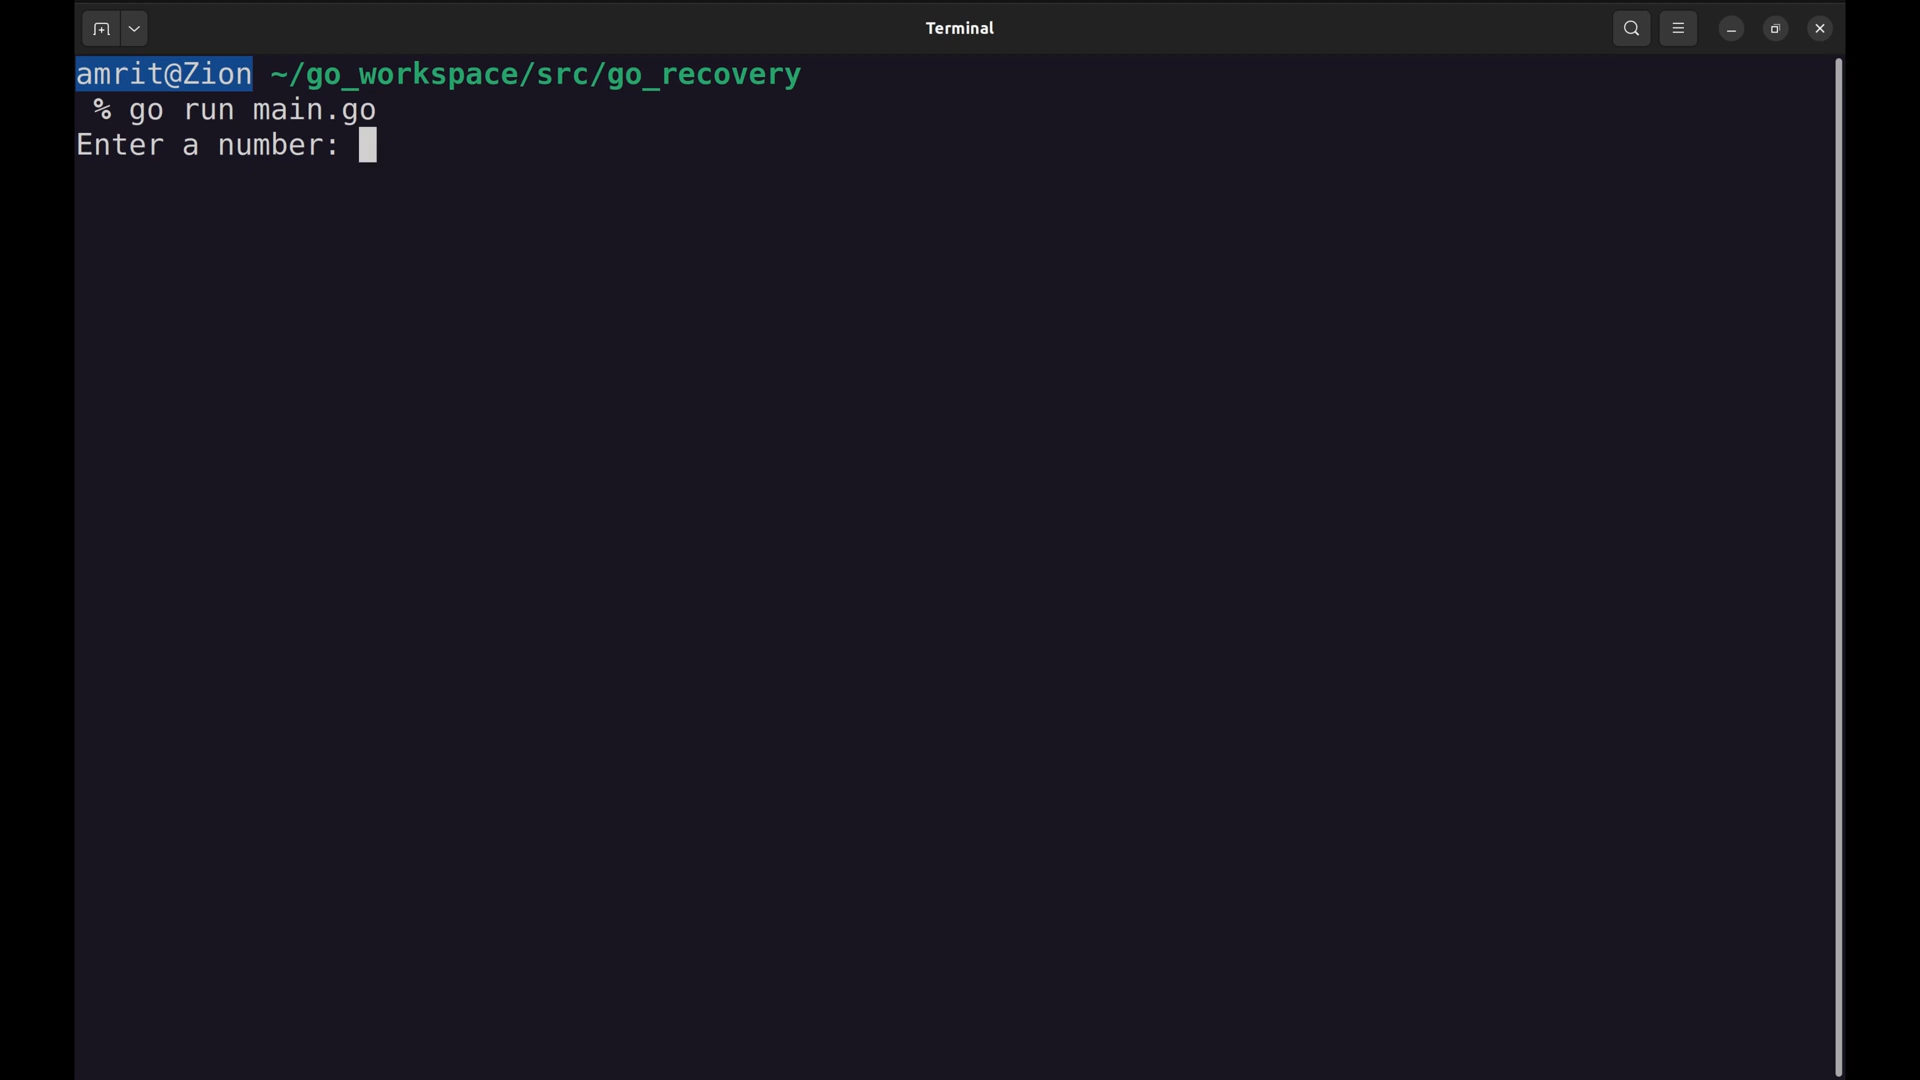 Terminal
amrit@Zion ~/go_workspace/src/go_recovery
% go run main.go
Enter a number: